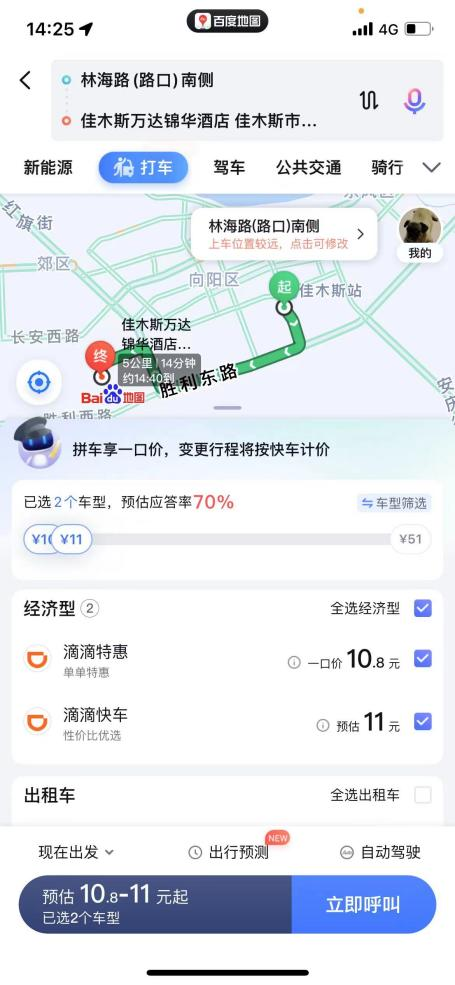 14:25
百度地图
4G
林海路(路口)南侧
佳木斯万达锦华酒店 佳木斯市...
新能源
打车
驾车
公共交通
骑行
红旗街
林海路(路口)南侧
上车位置较远，点击可修改
我的
郊区
向阳区
起
佳木斯站
长安西路
佳木斯万达
锦华酒店...
终
5公里 14分钟
约14:40到
胜利东路
Bai du 地图
胜利西路
拼车享一口价，变更行程将按快车计价
已选2个车型，预估应答率70%
车型筛选
¥10
¥11
¥51
经济型 2
全选经济型
滴滴特惠
单单特惠
一口价 10.8 元
滴滴快车
性价比优选
预估 11 元
出租车
全选出租车
现在出发
出行预测
NEW
自动驾驶
预估 10.8-11 元起
已选2个车型
立即呼叫